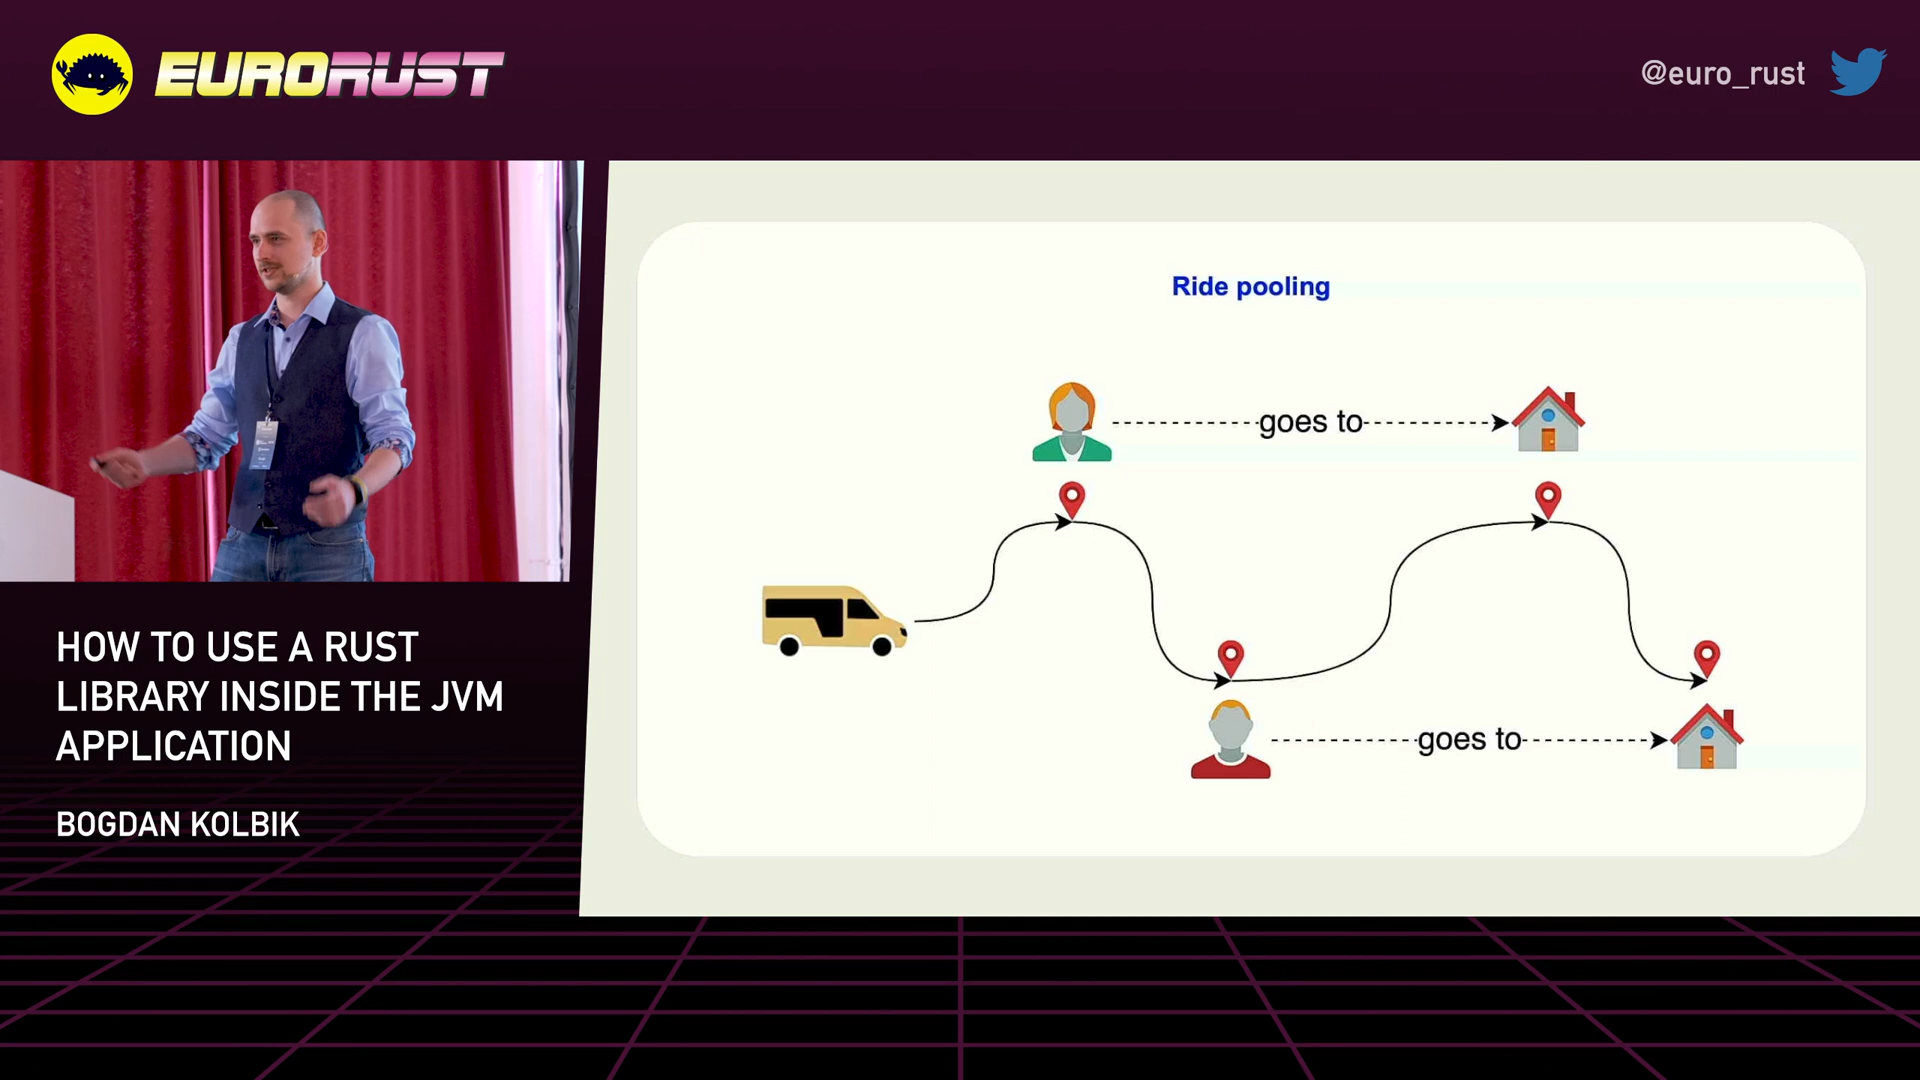 EURORUST
@euro_rust
Ride pooling
goes to
goes to
HOW TO USE A RUST
LIBRARY INSIDE THE JVM
APPLICATION
BOGDAN KOLBIK